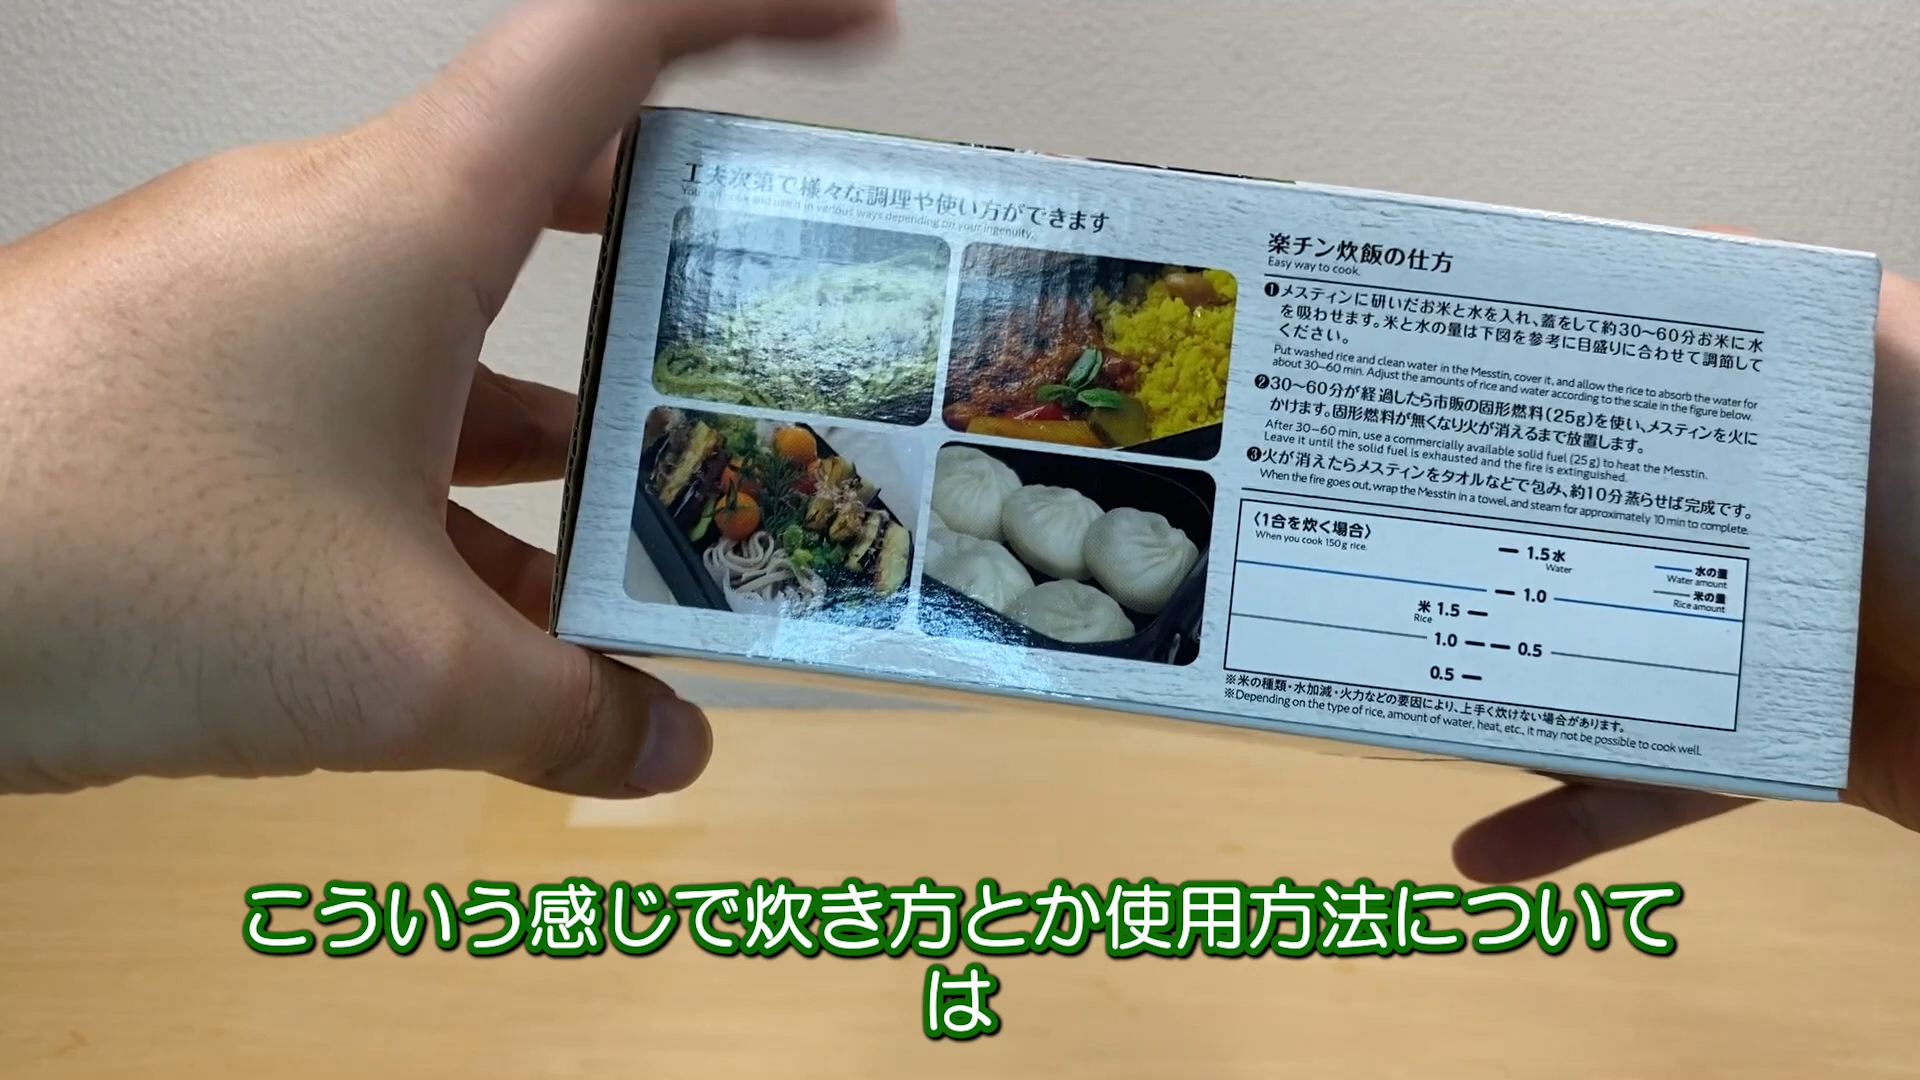 工夫次第で様々な調理や使い方ができます
You can cook and use it in various ways depending on your ingenuity.
楽チン炊飯の仕方
Easy way to cook.
❶メスティンに研いだお米と水を入れ、蓋をして約30〜60分お米に水
を吸わせます。米と水の量は下図を参考に目盛りに合わせて調節して
ください。
Put washed rice and clean water in the Messtin, cover it, and allow the rice to absorb the water for
about 30–60 min. Adjust the amounts of rice and water according to the scale in the figure below.
❷30〜60分が経過したら市販の固形燃料(25g)を使い、メスティンを火に
かけます。固形燃料が無くなり火が消えるまで放置します。
After 30–60 min, use a commercially available solid fuel (25 g) to heat the Messtin.
Leave it until the solid fuel is exhausted and the fire is extinguished.
❸火が消えたらメスティンをタオルなどで包み、約10分蒸らせば完成です。
When the fire goes out, wrap the Messtin in a towel, and steam for approximately 10 min to complete.
〈1合を炊く場合〉
When you cook 150 g rice.
1.5水
Water
水の量
Water amount
米の量
Rice amount
1.0
米 1.5
Rice
1.0
0.5
0.5
※米の種類・水加減・火力などの要因により、上手く炊けない場合があります。
※Depending on the type of rice, amount of water, heat, etc., it may not be possible to cook well.
こういう感じで炊き方とか使用方法について
は